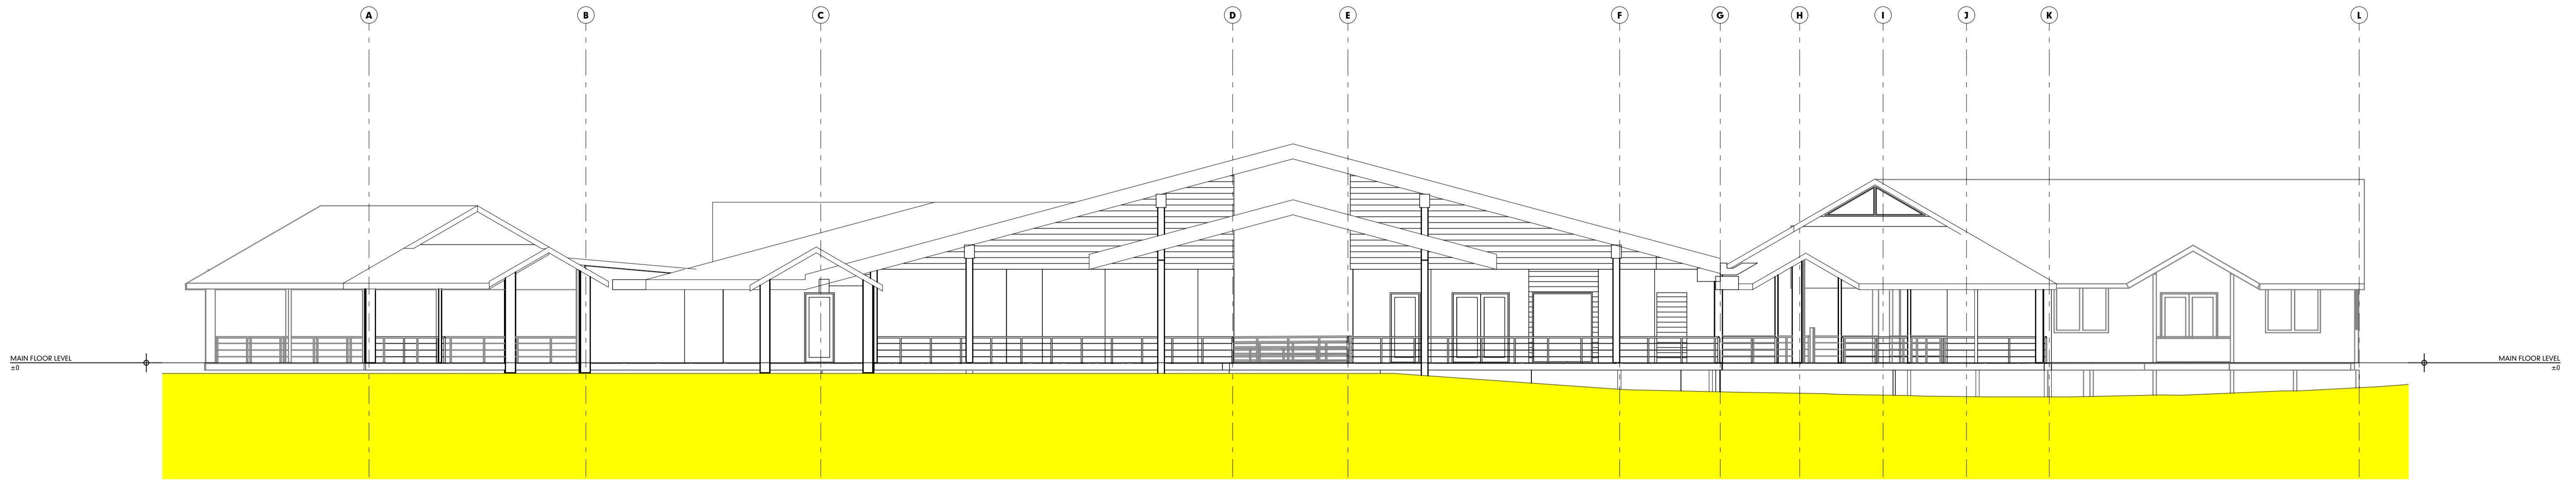 A B C D E F G H I J K L
MAIN FLOOR LEVEL
±0
MAIN FLOOR LEVEL
±0